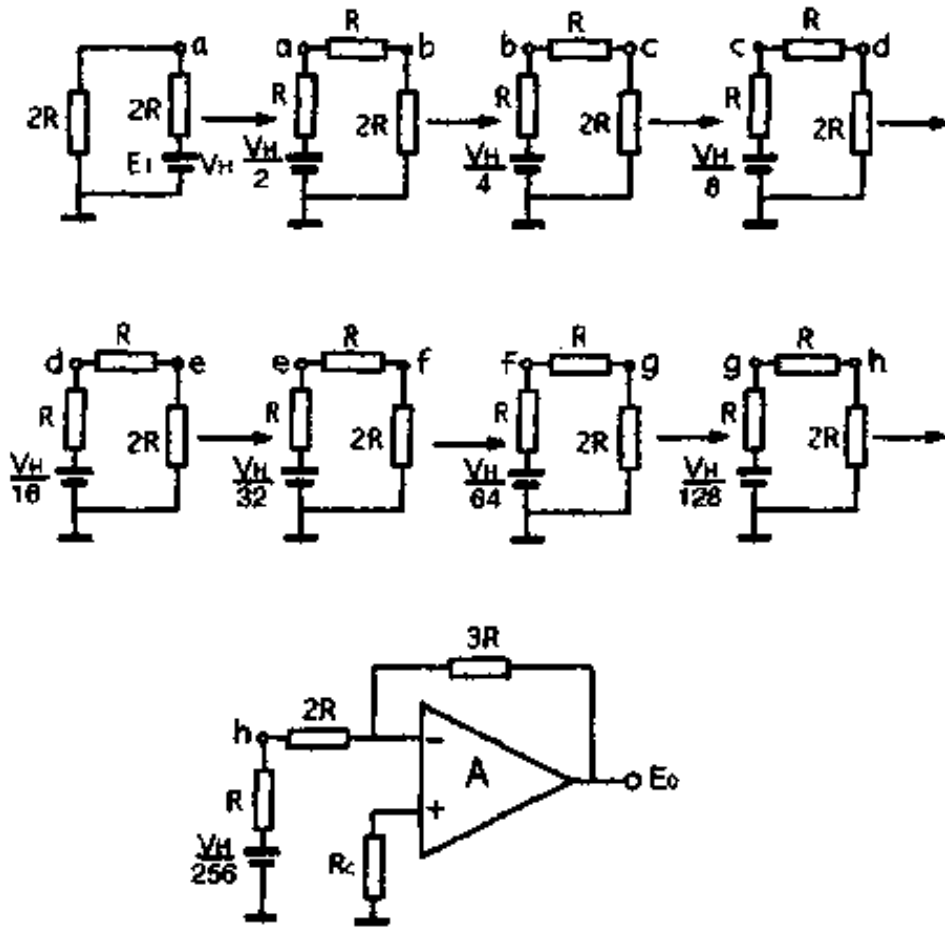 R R R
a a b b c c d
2R 2R R 2R R 2R R 2R
E1 VH VH/2 VH/4 VH/8
R R R R
d e e f f g g h
R 2R R 2R R 2R R 2R
VH/16 VH/32 VH/64 VH/128
3R
2R
h − A E0
R +
VH/256 Rc